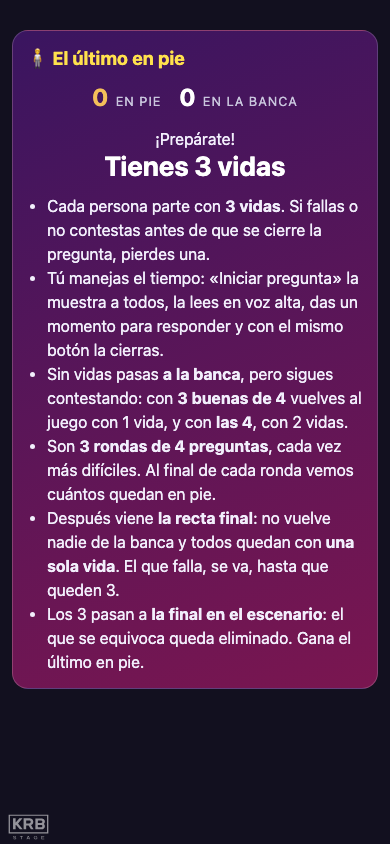 El último en pie
0 EN PIE 0 EN LA BANCA
¡Prepárate!
Tienes 3 vidas
• Cada persona parte con 3 vidas. Si fallas o
no contestas antes de que se cierre la
pregunta, pierdes una.
• Tú manejas el tiempo: «Iniciar pregunta» la
muestra a todos, la lees en voz alta, das un
momento para responder y con el mismo
botón la cierras.
• Sin vidas pasas a la banca, pero sigues
contestando: con 3 buenas de 4 vuelves al
juego con 1 vida, y con las 4, con 2 vidas.
• Son 3 rondas de 4 preguntas, cada vez
más difíciles. Al final de cada ronda vemos
cuántos quedan en pie.
• Después viene la recta final: no vuelve
nadie de la banca y todos quedan con una
sola vida. El que falla, se va, hasta que
queden 3.
• Los 3 pasan a la final en el escenario: el
que se equivoca queda eliminado. Gana el
último en pie.
KRB
STAGE